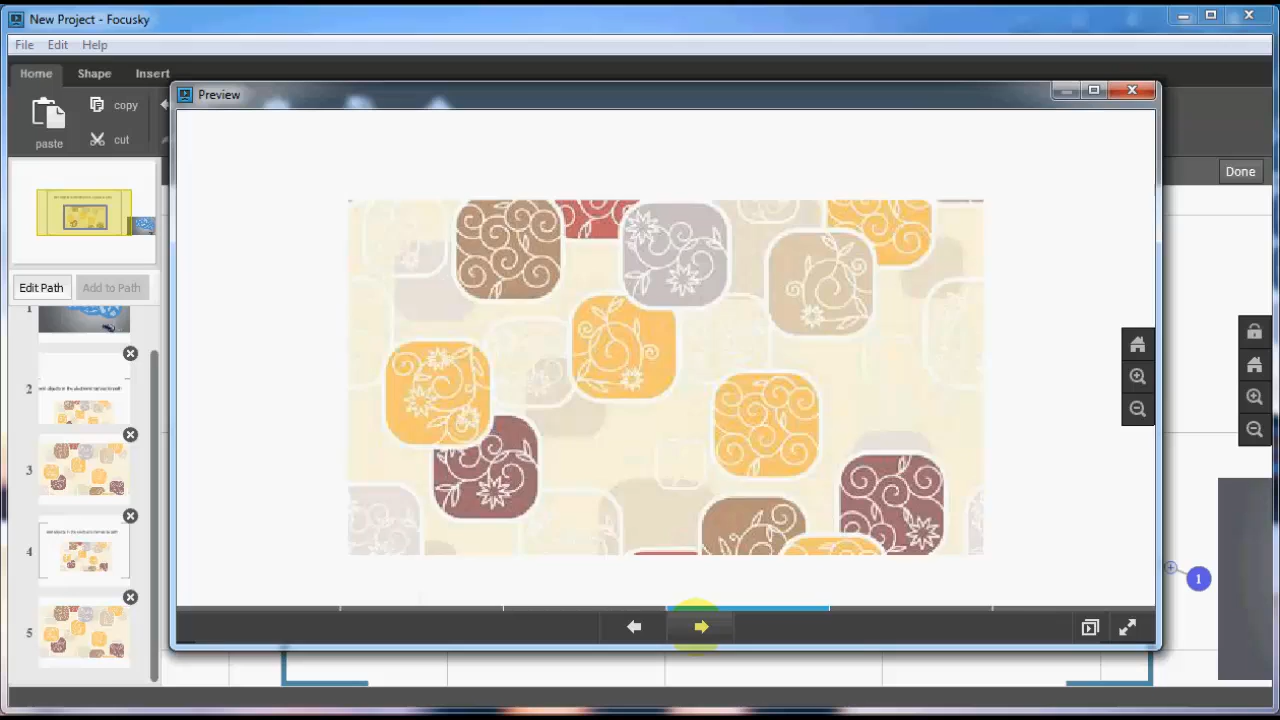 New Project - Focusky
File Edit Help
Home Shape Insert
Preview
copy
paste
cut
Done
Edit Path
Add to Path
1
2
3
4
5
1